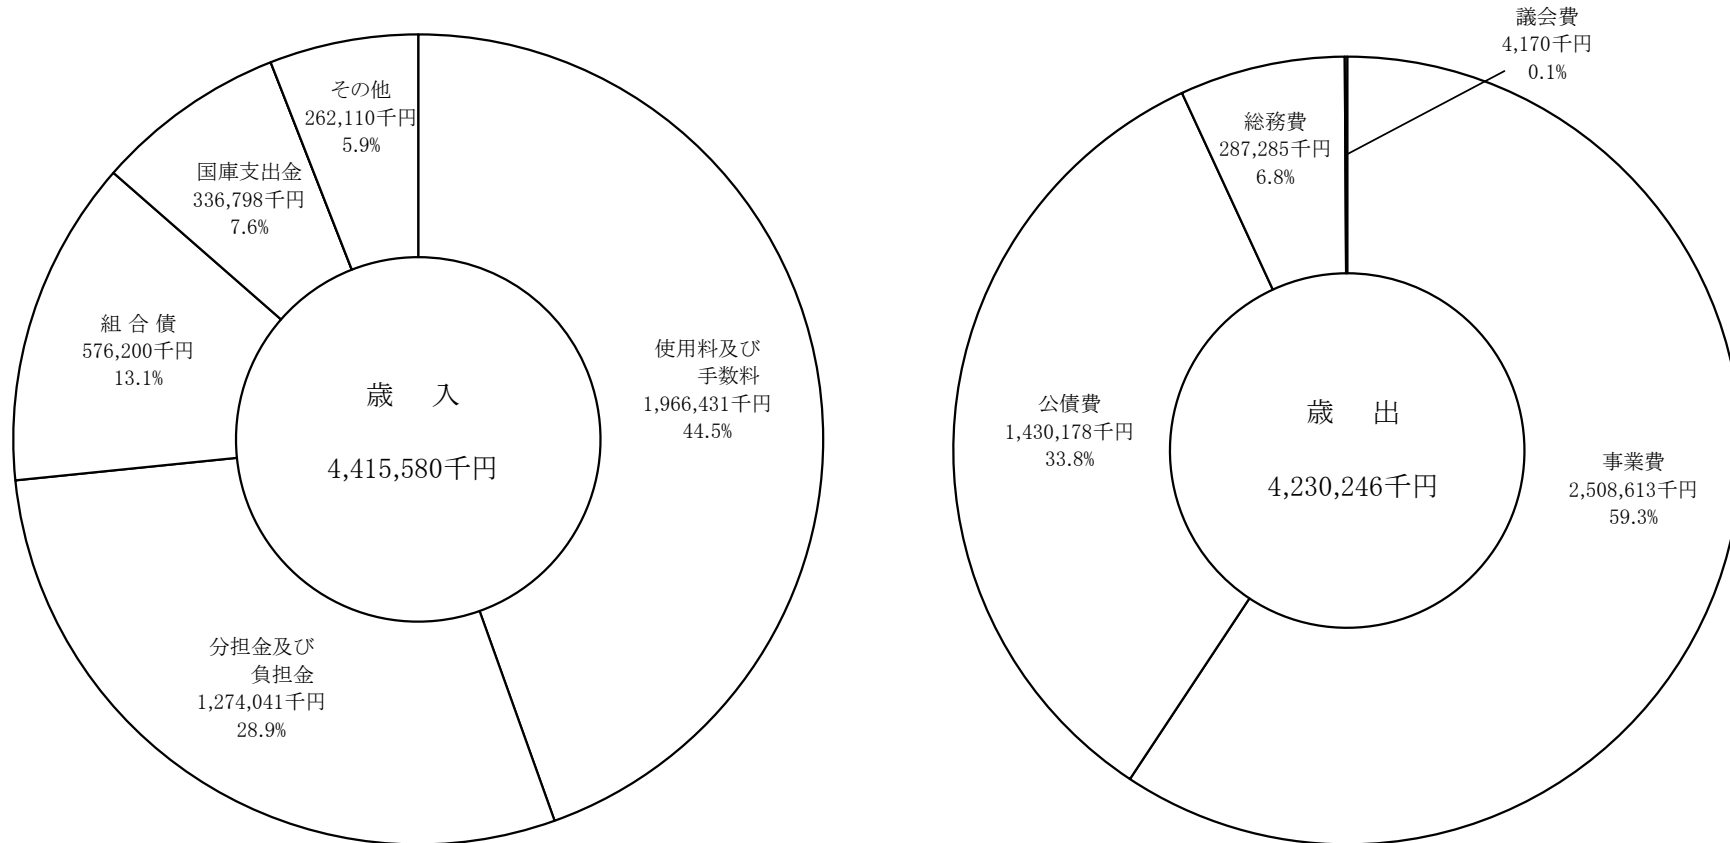 その他
262,110千円
5.9%
国庫支出金
336,798千円
7.6%
組 合 債
576,200千円
13.1%
使用料及び
手数料
1,966,431千円
44.5%
歳 入
4,415,580千円
分担金及び
負担金
1,274,041千円
28.9%
議会費
4,170千円
0.1%
総務費
287,285千円
6.8%
公債費
1,430,178千円
33.8%
歳 出
4,230,246千円
事業費
2,508,613千円
59.3%